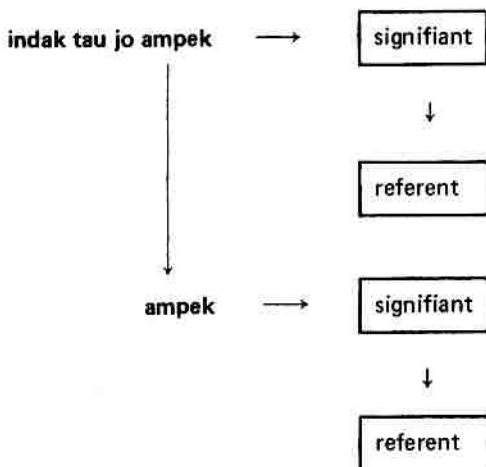 indak tau jo ampek → signifiant
↓
referent
↓
ampek → signifiant
↓
referent